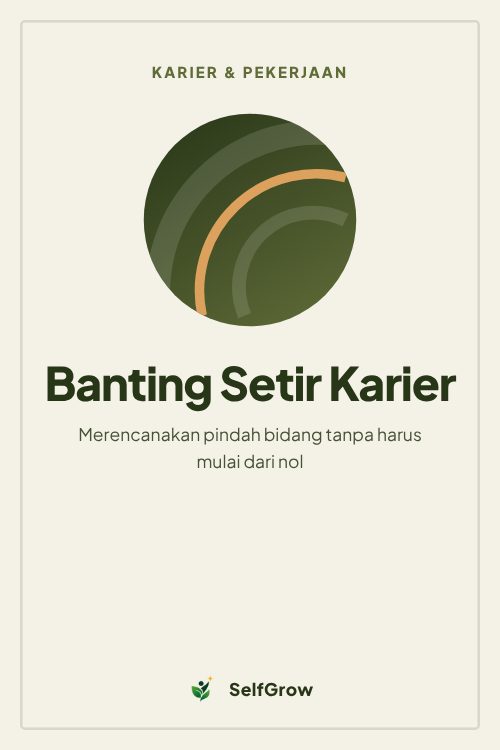 KARIER & PEKERJAAN
Banting Setir Karier
Merencanakan pindah bidang tanpa harus
mulai dari nol
SelfGrow